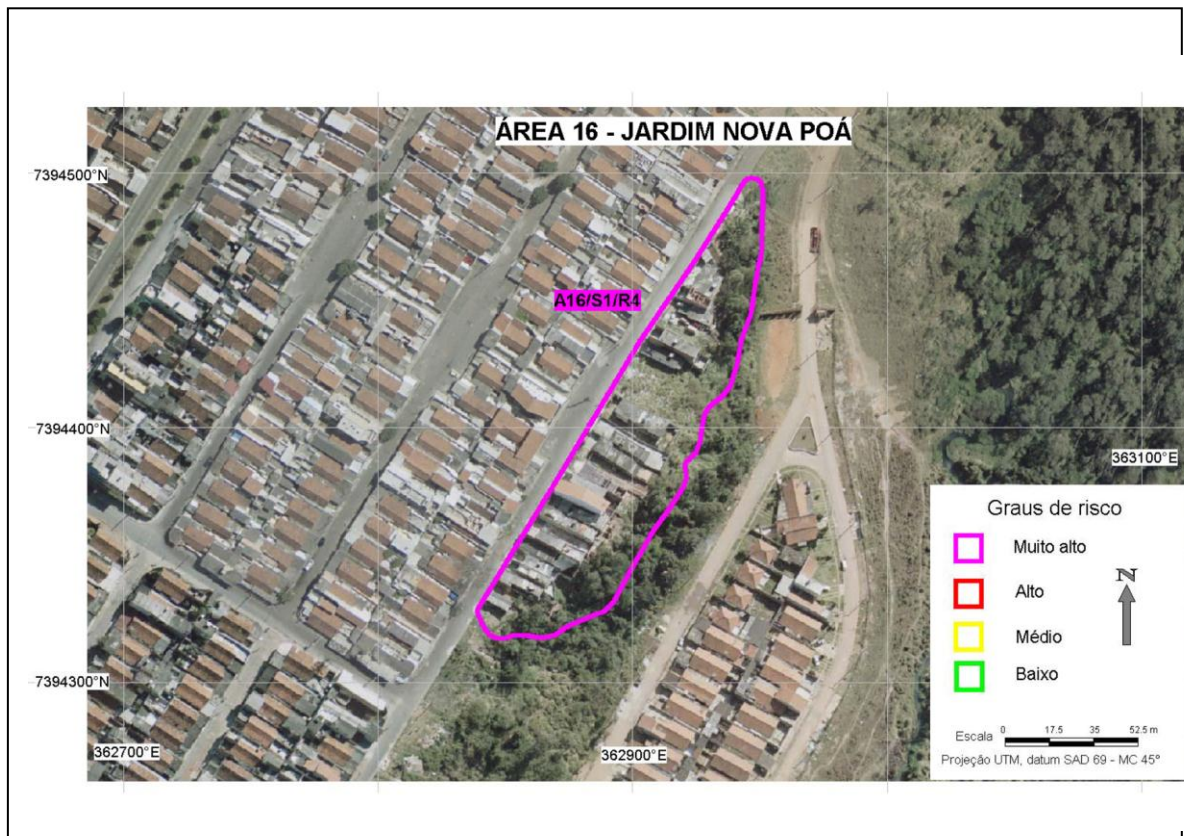 ÁREA 16 - JARDIM NOVA POÁ
7394500°N
A16/S1/R4
7394400°N
363100°E
Graus de risco
Muito alto
N
Alto
Médio
Baixo
7394300°N
362700°E
362900°E
Escala 0 17.5 35 52.5 m
Projeção UTM, datum SAD 69 - MC 45º